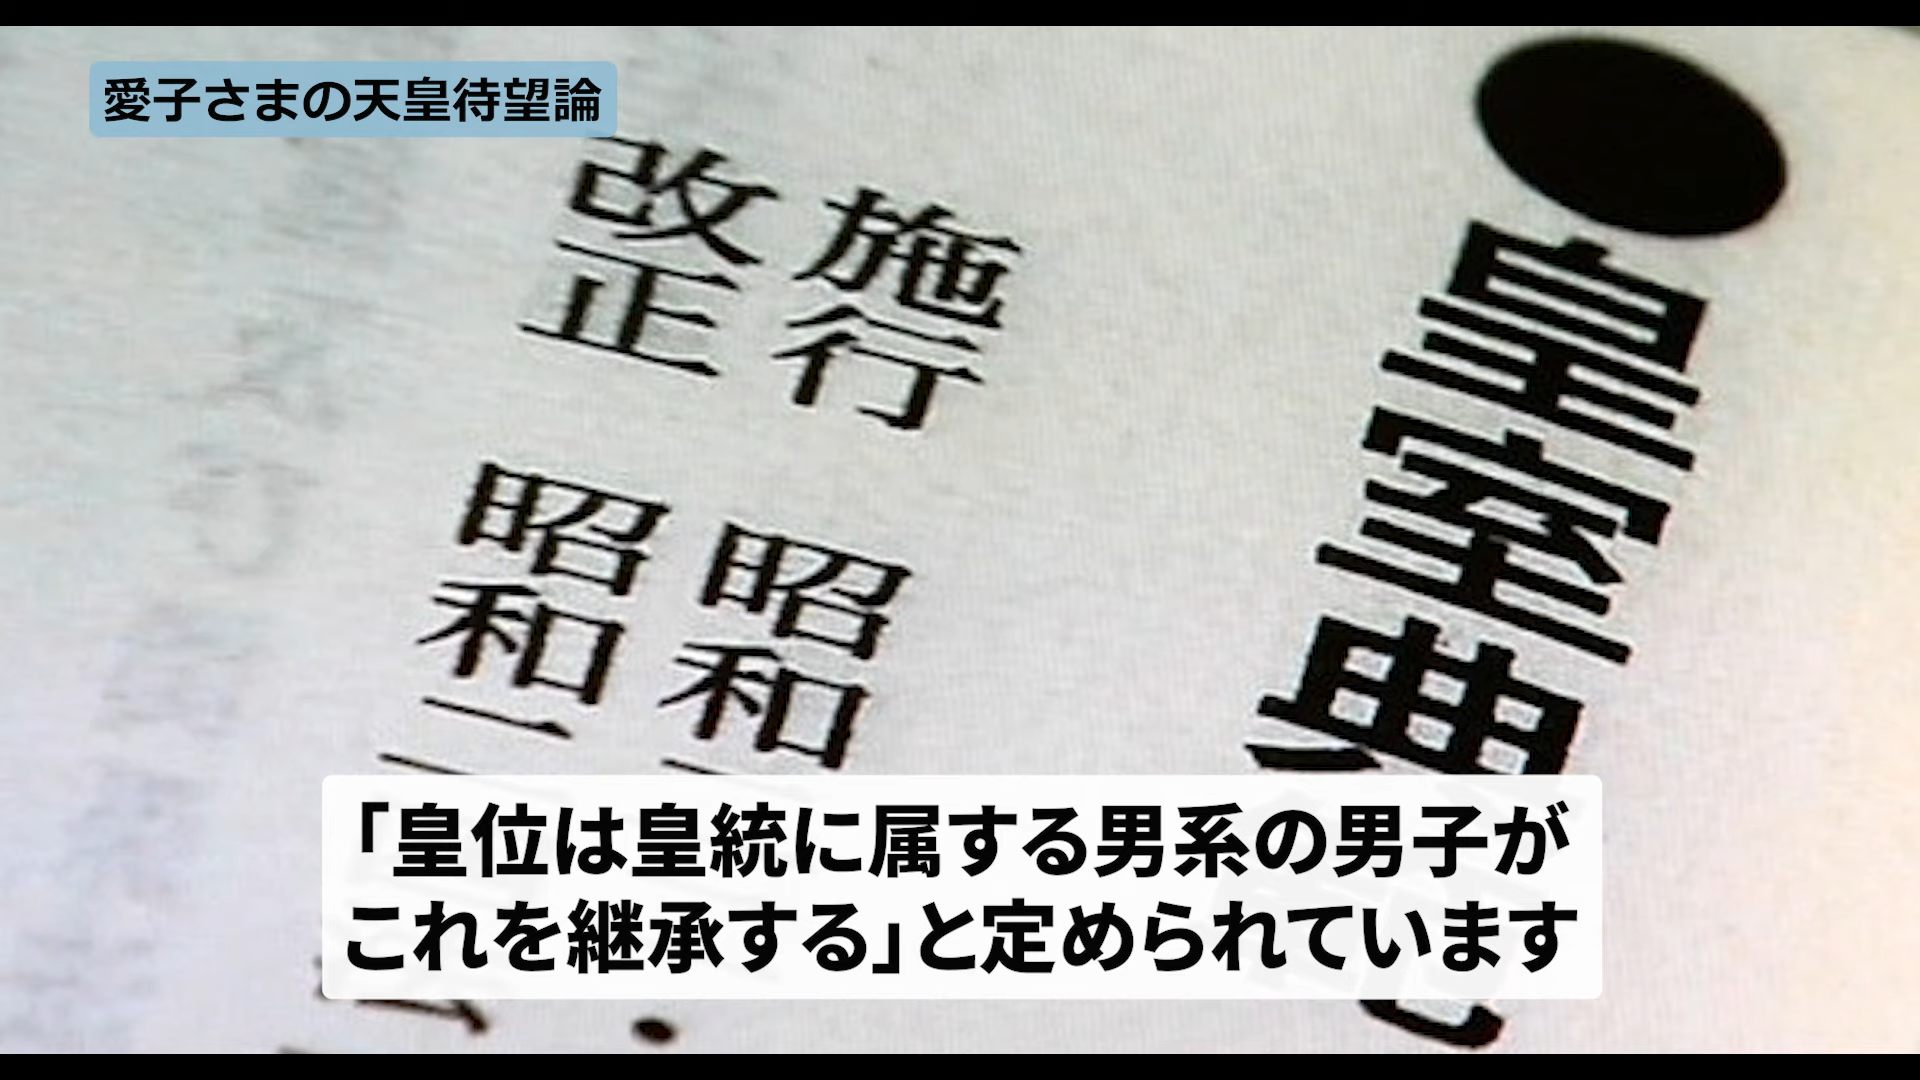 愛子さまの天皇待望論
皇室典範
施行 昭和
改正 昭和二
「皇位は皇統に属する男系の男子が
これを継承する」と定められています